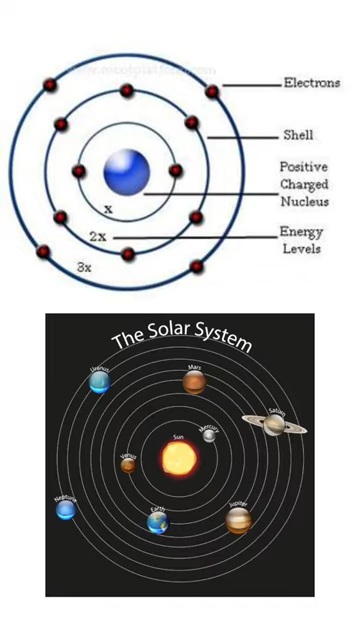 Electrons
Shell
Positive
Charged
Nucleus
Energy
Levels
x
2x
3x
The Solar System
Uranus
Mars
Saturn
Mercury
Sun
Venus
Neptune
Earth
Jupiter